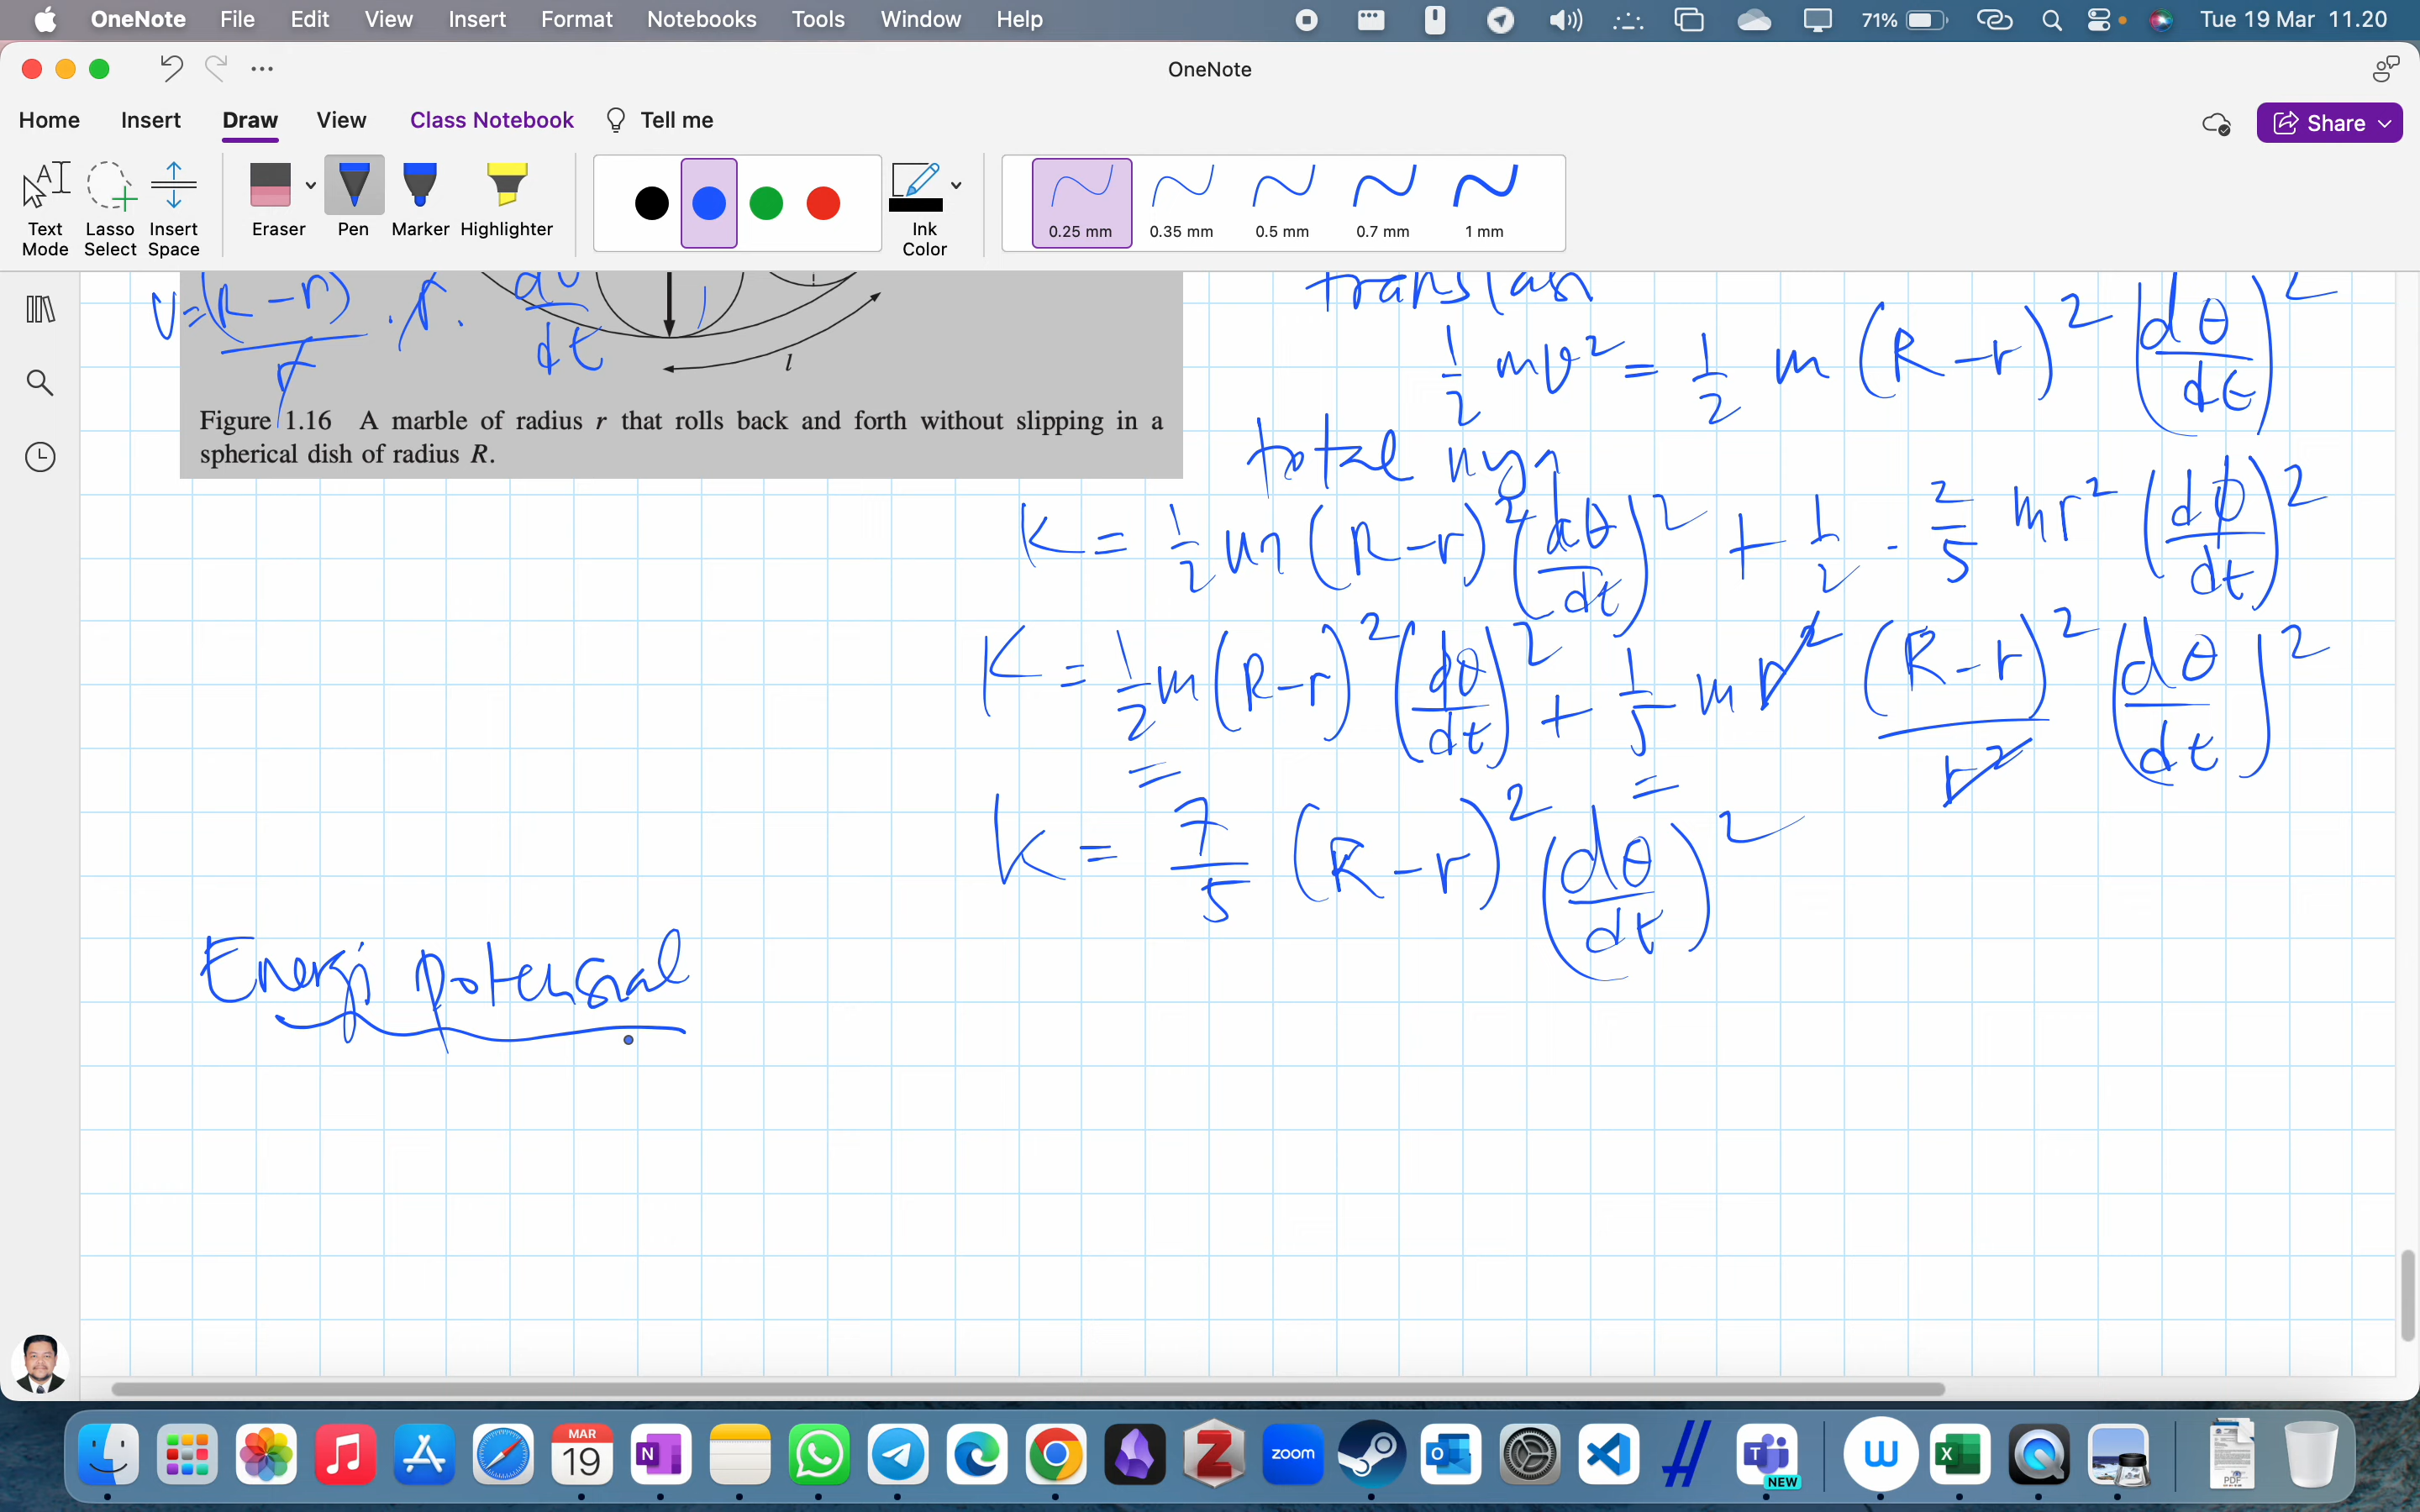 OneNote File Edit View Insert Format Notebooks Tools Window Help 71% Tue 19 Mar 11.20
OneNote
Home Insert Draw View Class Notebook Tell me Share
Text Mode Lasso Select Insert Space Eraser Pen Marker Highlighter Ink Color 0.25 mm 0.35 mm 0.5 mm 0.7 mm 1 mm
V = (R - r) / r . r . dθ/dt
l
Figure 1.16 A marble of radius r that rolls back and forth without slipping in a
spherical dish of radius R.
translasi
1/2 mv² = 1/2 m (R - r)² (dθ/dt)²
total nya
K = 1/2 m (R - r)² (dθ/dt)² + 1/2 . 2/5 mr² (dϕ/dt)²
K = 1/2 m (R - r)² (dθ/dt)² + 1/5 m r² (R - r)²/r² (dθ/dt)²
K = 7/5 (R - r)² (dθ/dt)²
Energi potensial
MAR
19
N
Z
zoom
O
T
NEW
W
X
PDF